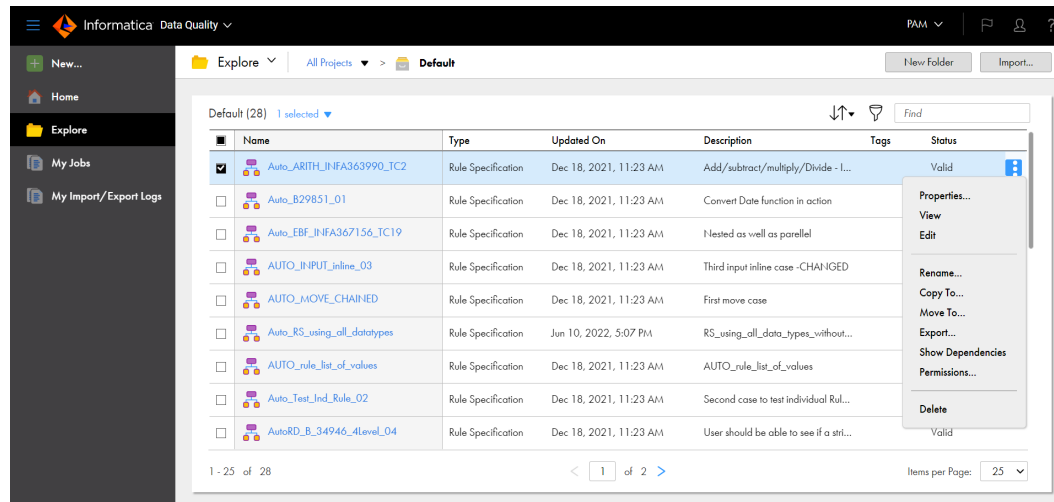 Informatica Data Quality
PAM
?
New...
Home
Explore
My Jobs
My Import/Export Logs
Explore All Projects > Default
New Folder Import...
Default (28) 1 selected
Find
Name Type Updated On Description Tags Status
Auto_ARITH_INFA363990_TC2 Rule Specification Dec 18, 2021, 11:23 AM Add/subtract/multiply/Divide - I... Valid
Auto_B29851_01 Rule Specification Dec 18, 2021, 11:23 AM Convert Date function in action
Auto_EBF_INFA367156_TC19 Rule Specification Dec 18, 2021, 11:23 AM Nested as well as parellel
AUTO_INPUT_inline_03 Rule Specification Dec 18, 2021, 11:23 AM Third input inline case -CHANGED
AUTO_MOVE_CHAINED Rule Specification Dec 18, 2021, 11:23 AM First move case
Auto_RS_using_all_datatypes Rule Specification Jun 10, 2022, 5:07 PM RS_using_all_data_types_without...
AUTO_rule_list_of_values Rule Specification Dec 18, 2021, 11:23 AM AUTO_rule_list_of_values
Auto_Test_Ind_Rule_02 Rule Specification Dec 18, 2021, 11:23 AM Second case to test individual Rul...
AutoRD_B_34946_4Level_04 Rule Specification Dec 18, 2021, 11:23 AM User should be able to see if a stri... Valid
Properties...
View
Edit
Rename...
Copy To...
Move To...
Export...
Show Dependencies
Permissions...
Delete
1 - 25 of 28 < 1 of 2 > Items per Page: 25